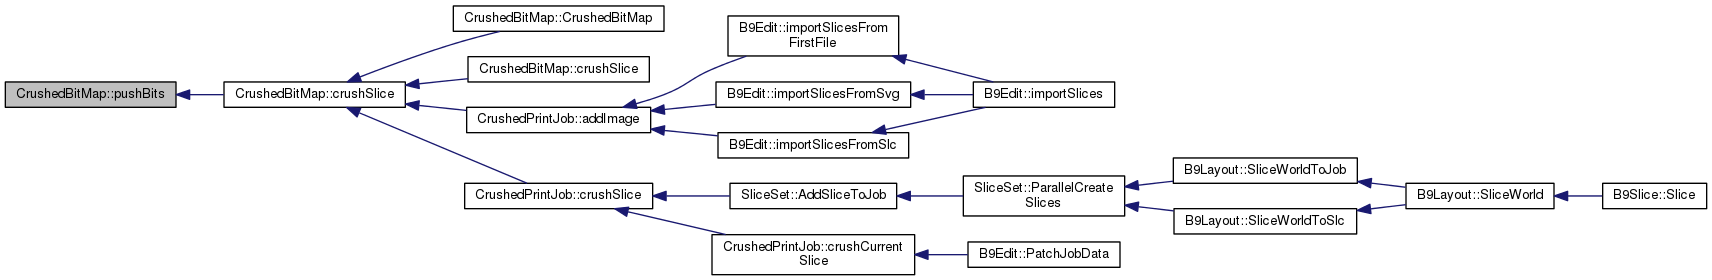 CrushedBitMap::pushBits
CrushedBitMap::crushSlice
CrushedBitMap::CrushedBitMap
CrushedBitMap::crushSlice
CrushedPrintJob::addImage
B9Edit::importSlicesFrom
FirstFile
B9Edit::importSlicesFromSvg
B9Edit::importSlicesFromSlc
B9Edit::importSlices
CrushedPrintJob::crushSlice
SliceSet::AddSliceToJob
SliceSet::ParallelCreate
Slices
B9Layout::SliceWorldToJob
B9Layout::SliceWorldToSlc
B9Layout::SliceWorld
B9Slice::Slice
CrushedPrintJob::crushCurrent
Slice
B9Edit::PatchJobData